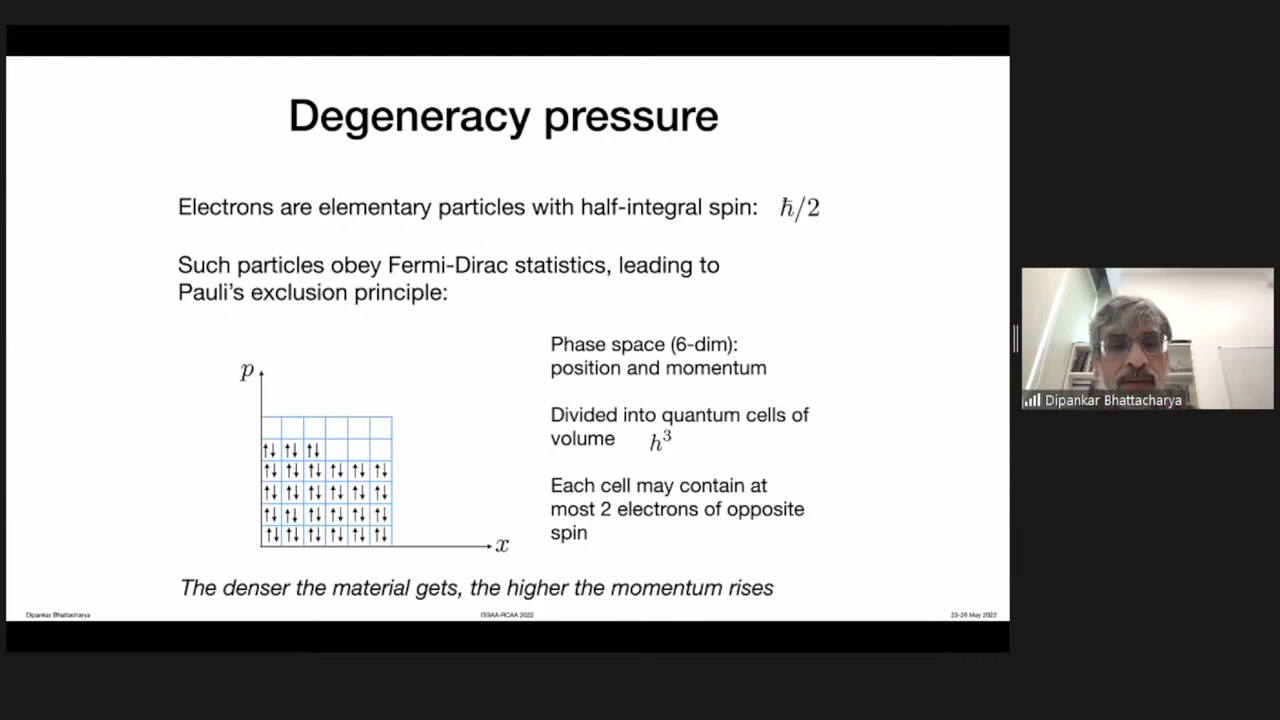 Degeneracy pressure
Electrons are elementary particles with half-integral spin: ℏ/2
Such particles obey Fermi-Dirac statistics, leading to
Pauli's exclusion principle:
Phase space (6-dim):
position and momentum
Divided into quantum cells of
volume h³
Each cell may contain at
most 2 electrons of opposite
spin
p
x
The denser the material gets, the higher the momentum rises
Dipankar Bhattacharya
ISSAA-RCAA 2022
23-28 May 2022
Dipankar Bhattacharya